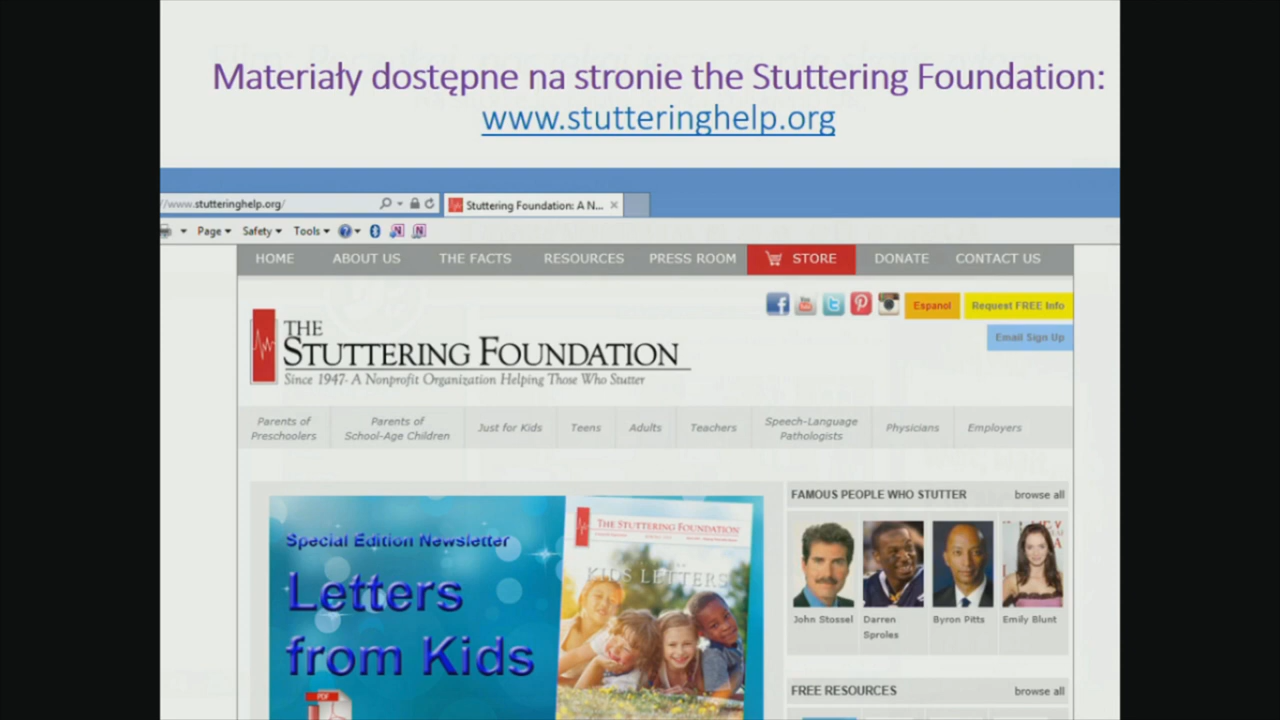 Materiały dostępne na stronie the Stuttering Foundation:
www.stutteringhelp.org
//www.stutteringhelp.org/
Stuttering Foundation: A N...
Page
Safety
Tools
HOME
ABOUT US
THE FACTS
RESOURCES
PRESS ROOM
STORE
DONATE
CONTACT US
Espanol
Request FREE Info
Email Sign Up
THE
STUTTERING FOUNDATION
Since 1947- A Nonprofit Organization Helping Those Who Stutter
Parents of
Preschoolers
Parents of
School-Age Children
Just for Kids
Teens
Adults
Teachers
Speech-Language
Pathologists
Physicians
Employers
Special Edition Newsletter
Letters
from Kids
PDF
THE STUTTERING FOUNDATION
KIDS LETTERS
FAMOUS PEOPLE WHO STUTTER
browse all
John Stossel
Darren
Sproles
Byron Pitts
Emily Blunt
FREE RESOURCES
browse all